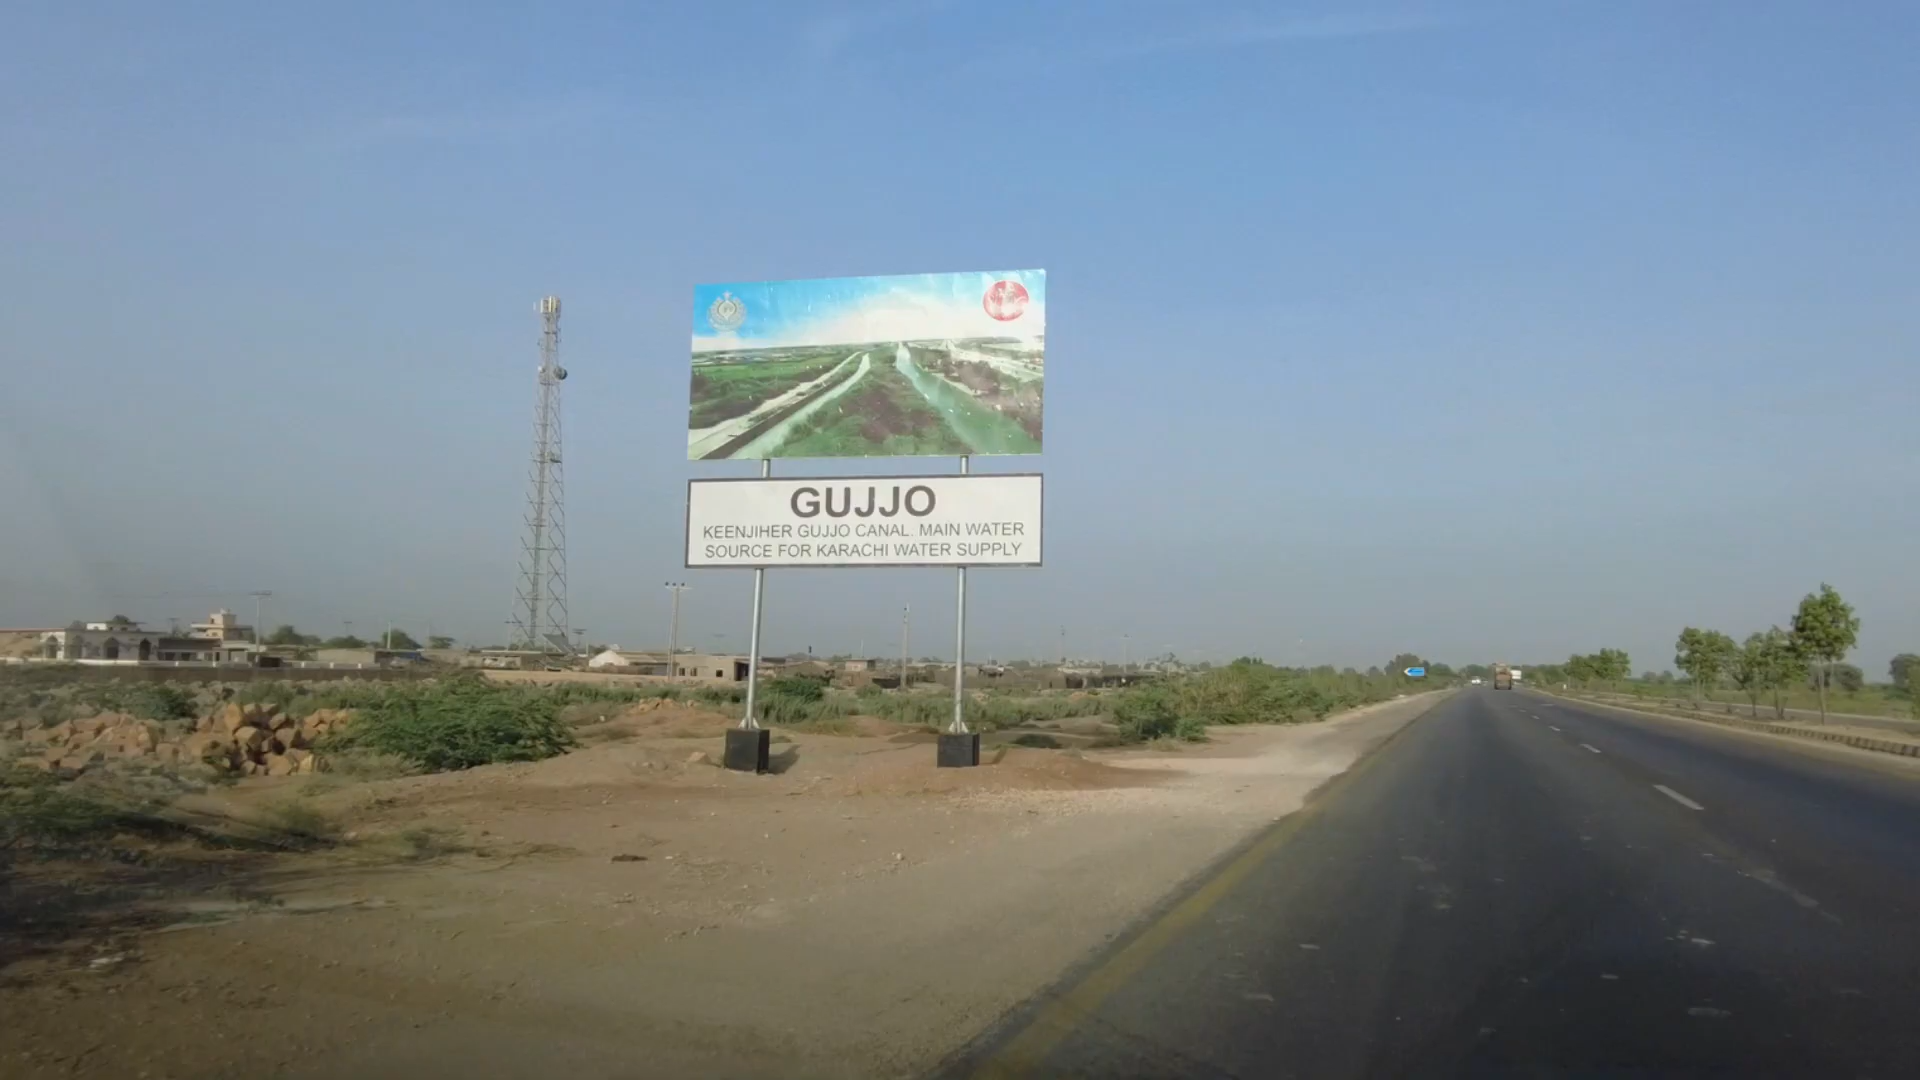 GUJJO
KEENJIHER GUJJO CANAL. MAIN WATER
SOURCE FOR KARACHI WATER SUPPLY